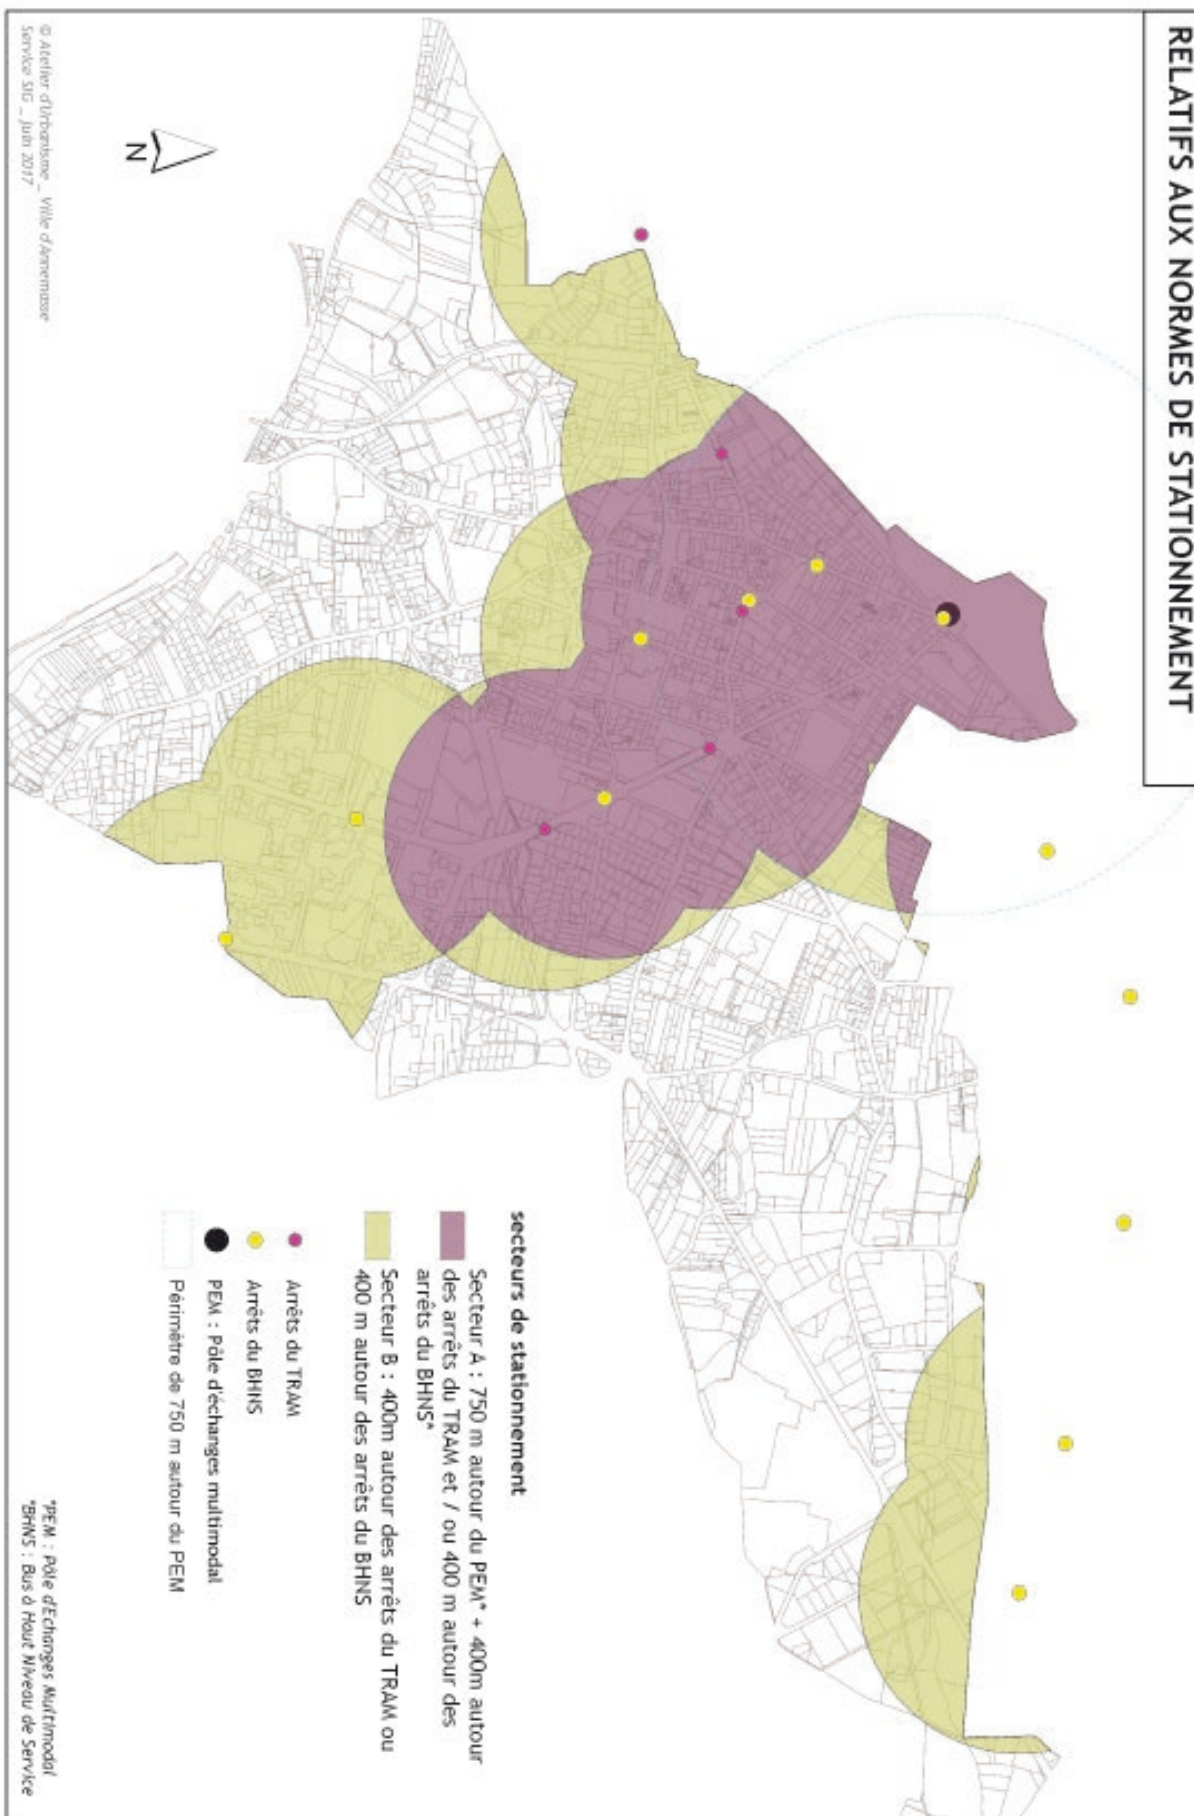 RELATIFS AUX NORMES DE STATIONNEMENT
secteurs de stationnement
Secteur A : 750 m autour du PEM* + 400m autour
des arrêts du TRAM et / ou 400 m autour des
arrêts du BHNS*
Secteur B : 400m autour des arrêts du TRAM ou
400 m autour des arrêts du BHNS
Arrêts du TRAM
Arrêts du BHNS
PEM : Pôle d'échanges multimodal
Périmètre de 750 m autour du PEM
*PEM : Pôle d'Echanges Multimodal
*BHNS : Bus à Haut Niveau de Service
N
© Atelier d'Urbanisme _ Ville d'Annemasse
Service SIG _ Juin 2017